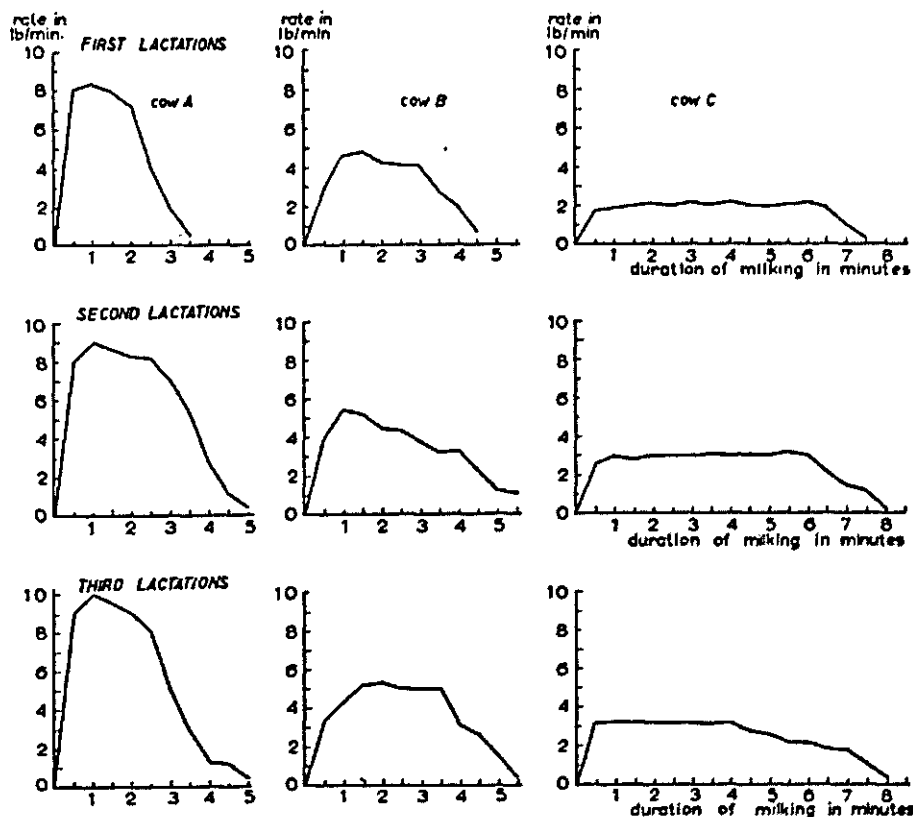 rate in lb/min.
FIRST LACTATIONS
cow A
10
8
6
4
2
0
1 2 3 4 5
rate in lb/min
cow B
10
8
6
4
2
0
1 2 3 4 5
rate in lb/min
cow C
10
8
6
4
2
0
1 2 3 4 5 6 7 8
duration of milking in minutes
SECOND LACTATIONS
10
8
6
4
2
0
1 2 3 4 5
10
8
6
4
2
0
1 2 3 4 5
10
8
6
4
2
0
1 2 3 4 5 6 7 8
duration of milking in minutes
THIRD LACTATIONS
10
8
6
4
2
0
1 2 3 4 5
10
8
6
4
2
0
1 2 3 4 5
10
8
6
4
2
0
1 2 3 4 5 6 7 8
duration of milking in minutes